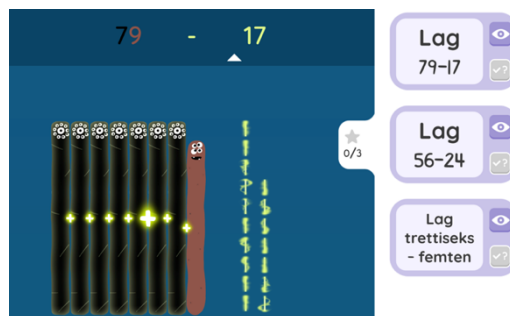 79 - 17
0/3
Lag
79-17
Lag
56-24
Lag
trettiseks
- femten